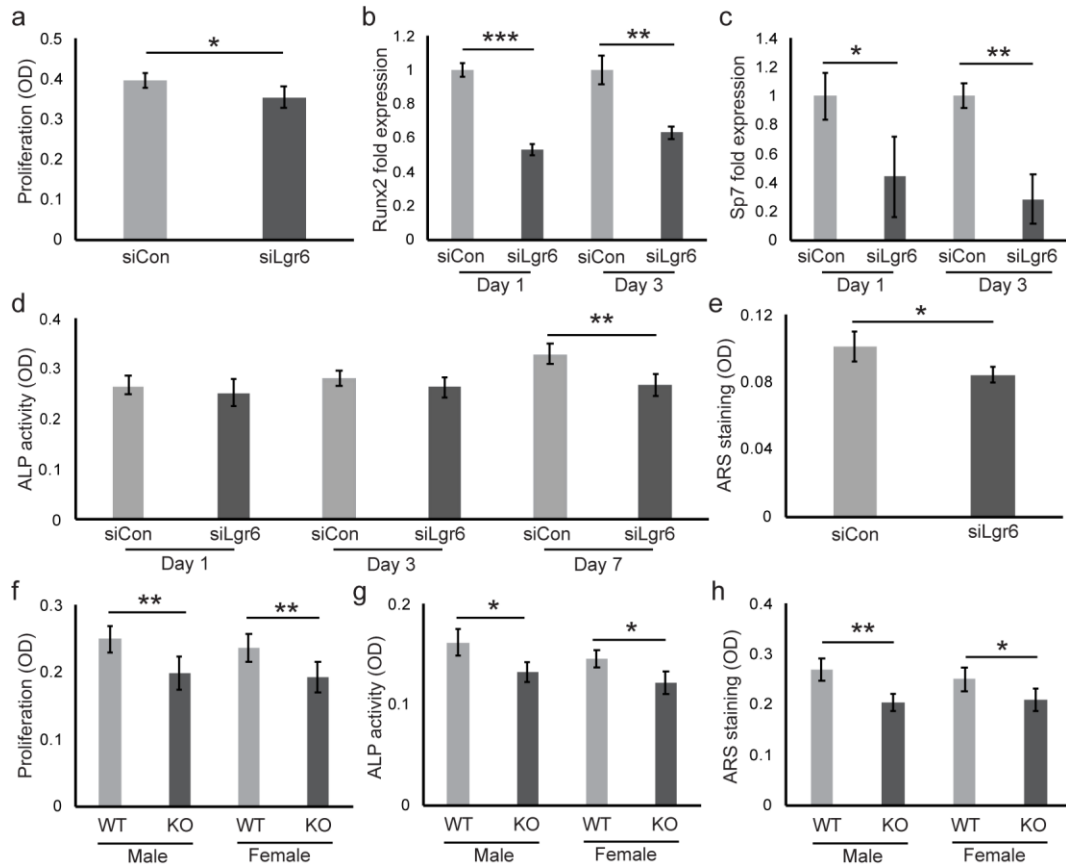 a
Proliferation (OD)
0.5
0.4
0.3
0.2
0.1
0
*
siCon
siLgr6
b
Runx2 fold expression
1.2
1
0.8
0.6
0.4
0.2
0
***
**
siCon siLgr6 siCon siLgr6
Day 1
Day 3
c
Sp7 fold expression
1.4
1.2
1
0.8
0.6
0.4
0.2
0
*
**
siCon siLgr6 siCon siLgr6
Day 1
Day 3
d
ALP activity (OD)
0.4
0.3
0.2
0.1
0
**
siCon siLgr6 siCon siLgr6 siCon siLgr6
Day 1
Day 3
Day 7
e
ARS staining (OD)
0.12
0.08
0.04
0
*
siCon
siLgr6
f
Proliferation (OD)
0.3
0.2
0.1
0
**
**
WT KO WT KO
Male
Female
g
ALP activity (OD)
0.2
0.1
0
*
*
WT KO WT KO
Male
Female
h
ARS staining (OD)
0.4
0.3
0.2
0.1
0
**
*
WT KO WT KO
Male
Female